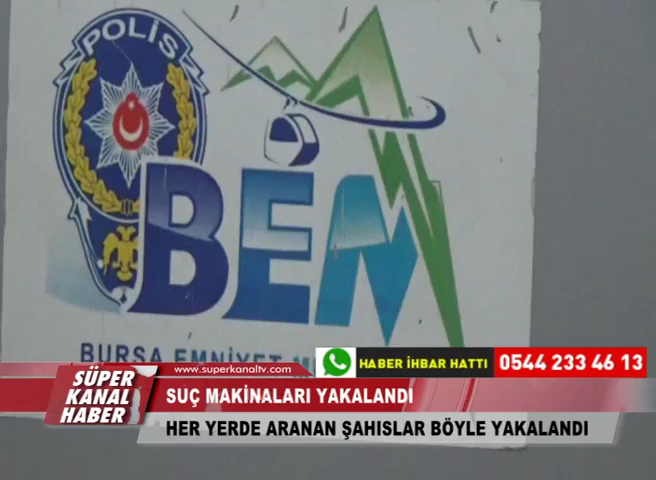 POLİS
BEM
BURSA EMNİYET
HABER İHBAR HATTI 0544 233 46 13
www.superkanaltv.com
SÜPER
KANAL
HABER
SUÇ MAKİNALARI YAKALANDI
HER YERDE ARANAN ŞAHISLAR BÖYLE YAKALANDI